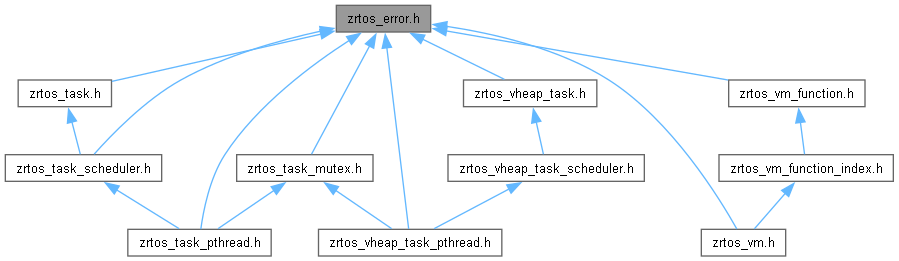 zrtos_error.h
zrtos_task.h
zrtos_vheap_task.h
zrtos_vm_function.h
zrtos_task_scheduler.h
zrtos_task_mutex.h
zrtos_vheap_task_scheduler.h
zrtos_vm_function_index.h
zrtos_task_pthread.h
zrtos_vheap_task_pthread.h
zrtos_vm.h